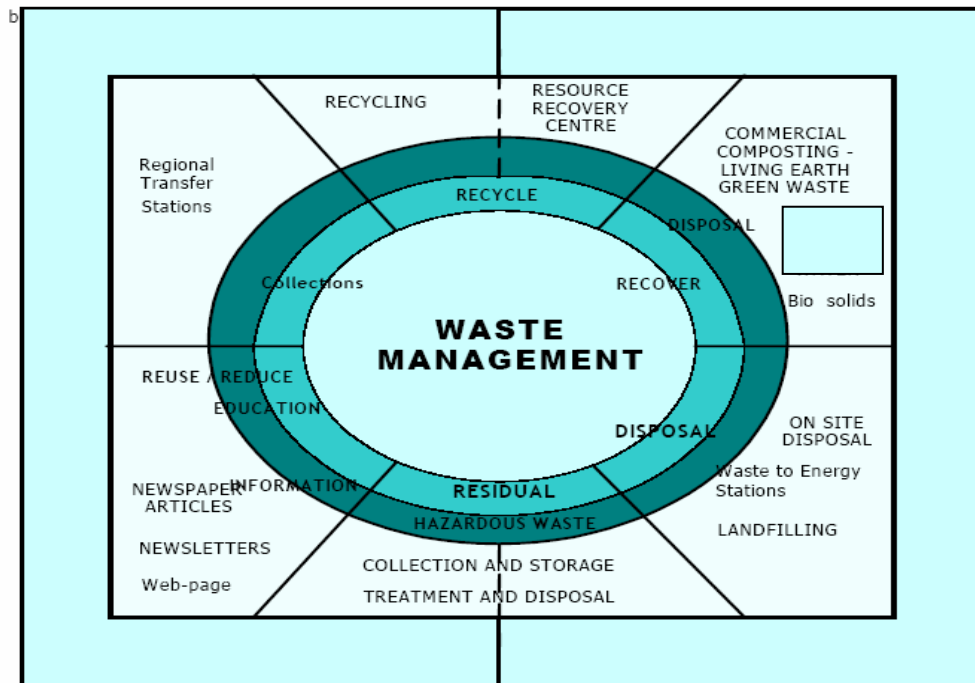 b
RECYCLING
RESOURCE
RECOVERY
CENTRE
COMMERCIAL
COMPOSTING -
LIVING EARTH
GREEN WASTE
Regional
Transfer
Stations
RECYCLE
DISPOSAL
Collections
RECOVER
Bio solids
WASTE
MANAGEMENT
REUSE / REDUCE
EDUCATION
DISPOSAL
ON SITE
DISPOSAL
Waste to Energy
Stations
INFORMATION
NEWSPAPER
ARTICLES
RESIDUAL
HAZARDOUS WASTE
LANDFILLING
NEWSLETTERS
Web-page
COLLECTION AND STORAGE
TREATMENT AND DISPOSAL